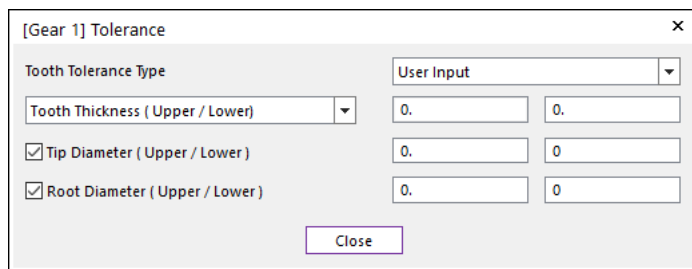 [Gear 1] Tolerance
Tooth Tolerance Type User Input
Tooth Thickness ( Upper / Lower) 0. 0.
Tip Diameter ( Upper / Lower ) 0. 0
Root Diameter ( Upper / Lower ) 0. 0
Close